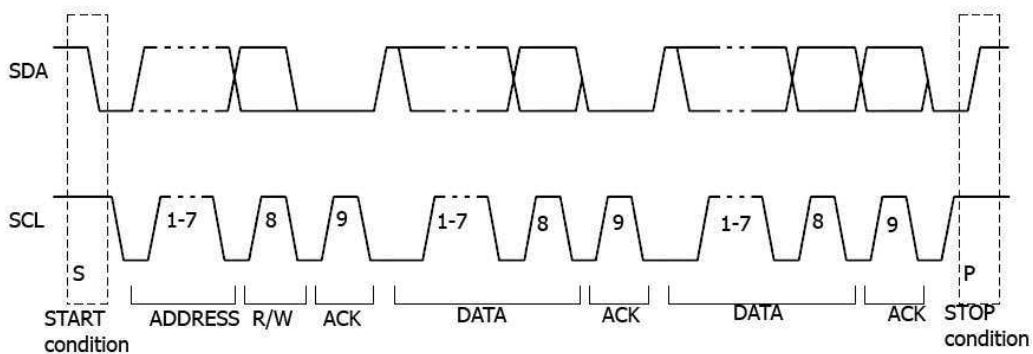 SDA
SCL
1-7 8 9 1-7 8 9 1-7 8 9
S P
START condition
ADDRESS R/W ACK DATA ACK DATA ACK
STOP condition